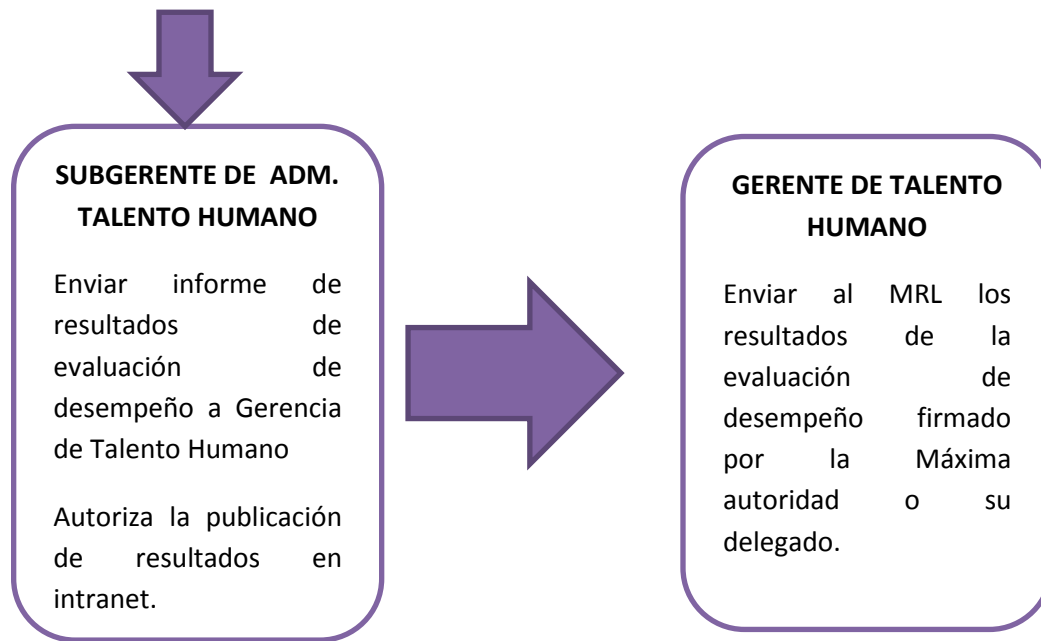 SUBGERENTE DE ADM.
TALENTO HUMANO
Enviar informe de
resultados de
evaluación de
desempeño a Gerencia
de Talento Humano
Autoriza la publicación
de resultados en
intranet.
GERENTE DE TALENTO
HUMANO
Enviar al MRL los
resultados de la
evaluación de
desempeño firmado
por la Máxima
autoridad o su
delegado.